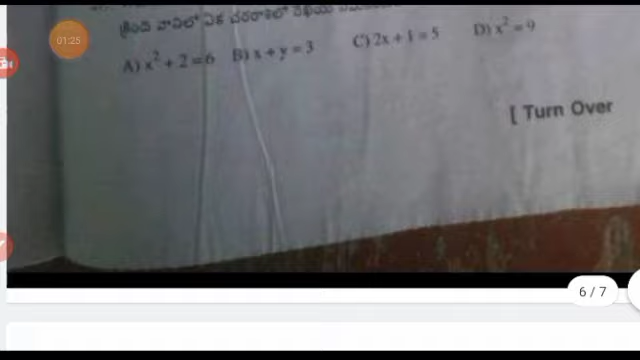 క్రింది వానిలో ఏక చరరాశిలో రేఖీయ
01:25
A) x² + 2 = 6 B) x + y = 3 C) 2x + 1 = 5 D) x² = 9
[ Turn Over
6 / 7